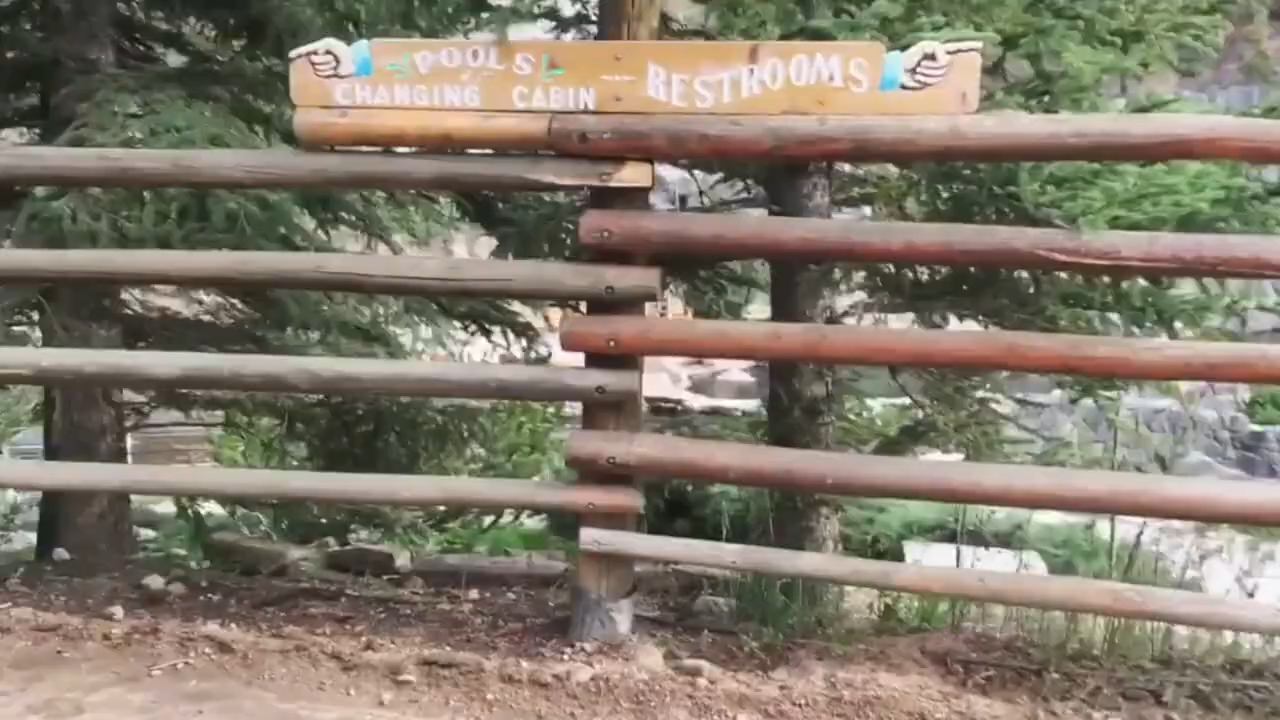 POOLS
CHANGING CABIN — RESTROOMS